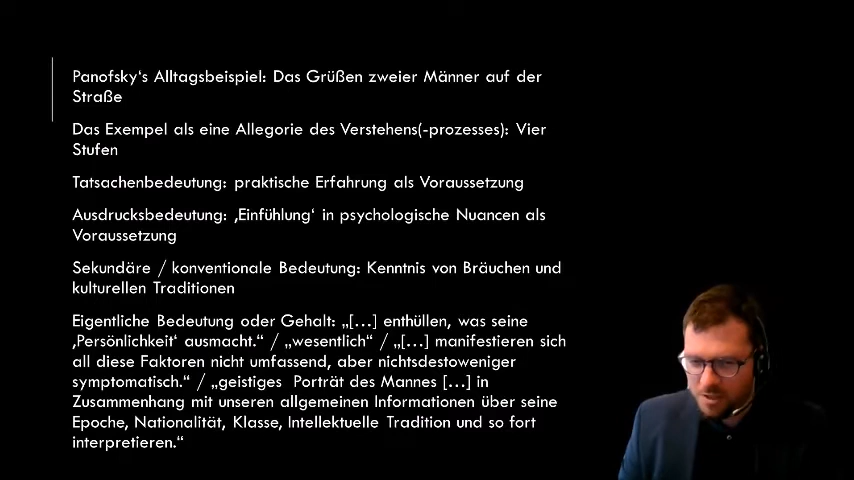 Panofsky‘s Alltagsbeispiel: Das Grüßen zweier Männer auf der
Straße
Das Exempel als eine Allegorie des Verstehens(-prozesses): Vier
Stufen
Tatsachenbedeutung: praktische Erfahrung als Voraussetzung
Ausdrucksbedeutung: ‚Einfühlung‘ in psychologische Nuancen als
Voraussetzung
Sekundäre / konventionale Bedeutung: Kenntnis von Bräuchen und
kulturellen Traditionen
Eigentliche Bedeutung oder Gehalt: „[…] enthüllen, was seine
‚Persönlichkeit‘ ausmacht.“ / „wesentlich“ / „[…] manifestieren sich
all diese Faktoren nicht umfassend, aber nichtsdestoweniger
symptomatisch.“ / „geistiges Porträt des Mannes […] in
Zusammenhang mit unseren allgemeinen Informationen über seine
Epoche, Nationalität, Klasse, Intellektuelle Tradition und so fort
interpretieren.“